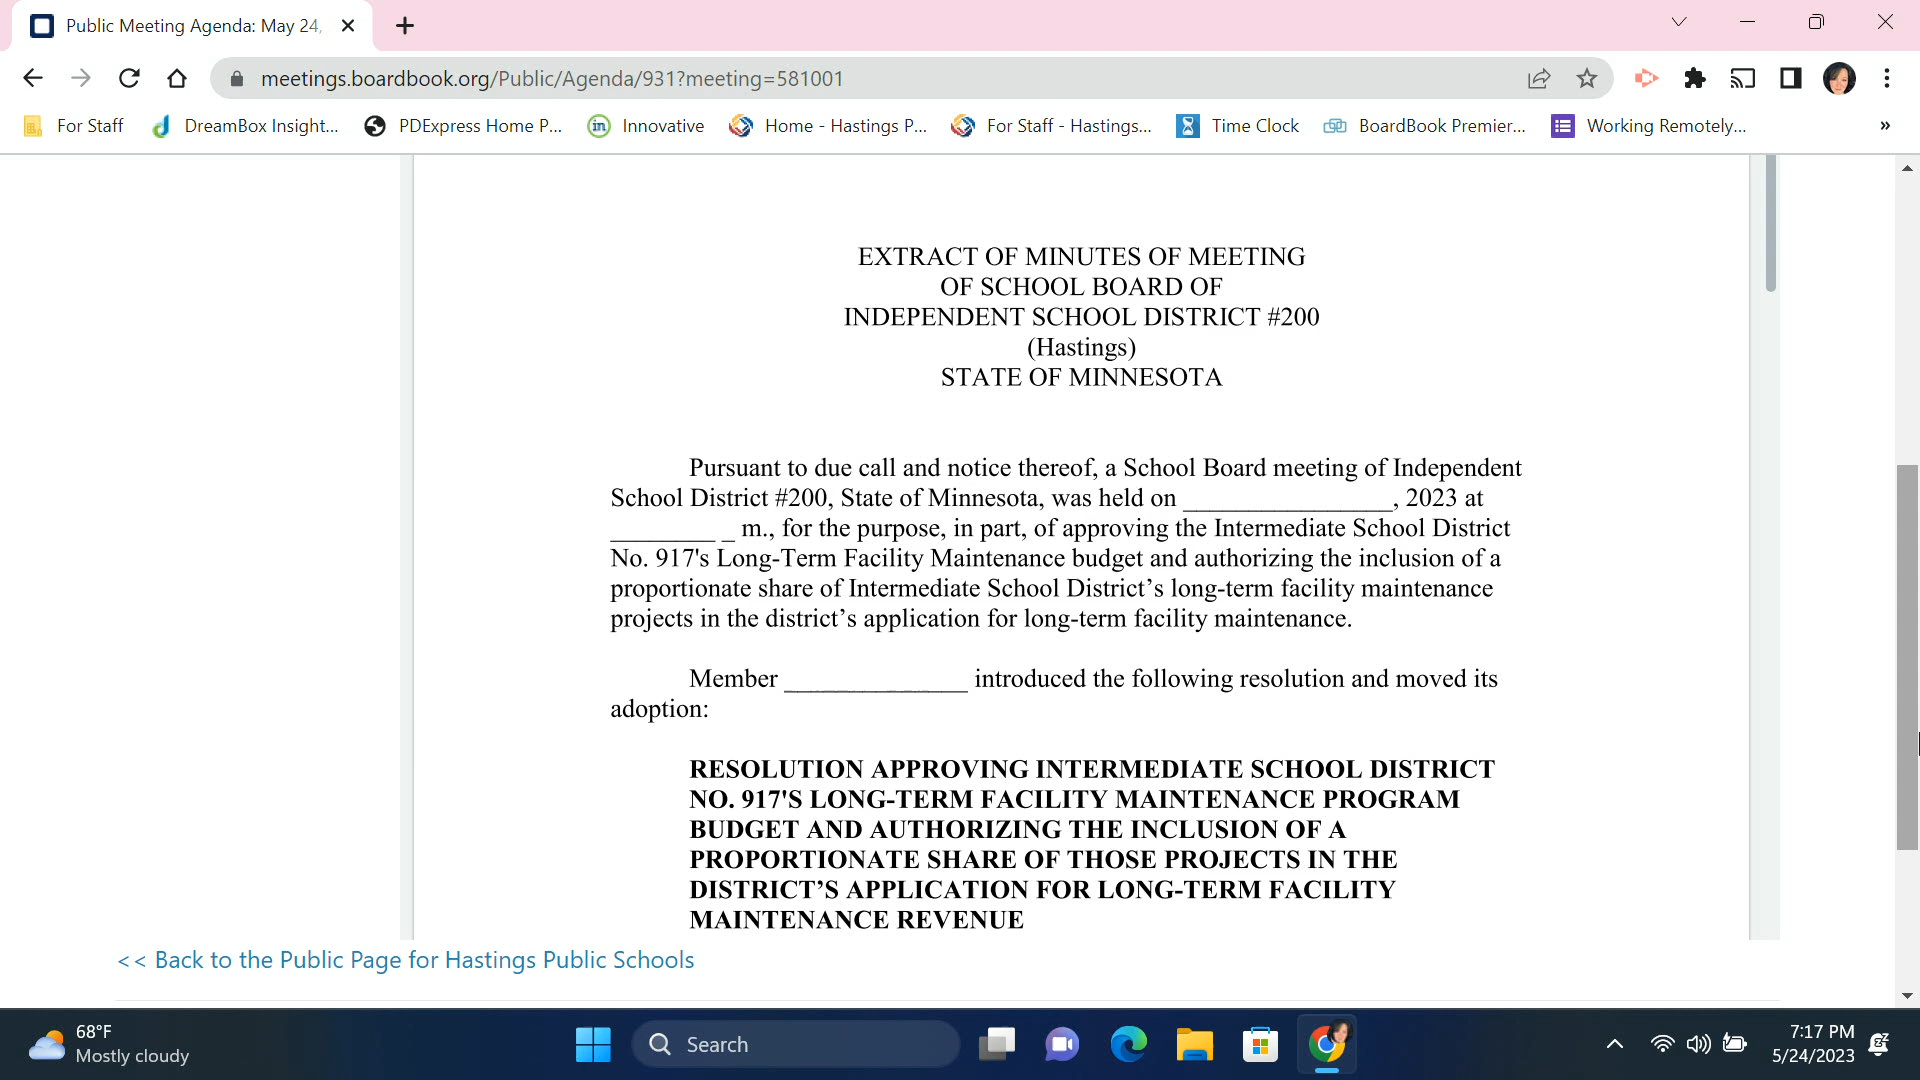 Public Meeting Agenda: May 24,
meetings.boardbook.org/Public/Agenda/931?meeting=581001
For Staff
DreamBox Insight...
PDExpress Home P...
in
Innovative
Home - Hastings P...
For Staff - Hastings...
Time Clock
BoardBook Premier...
Working Remotely...
»
EXTRACT OF MINUTES OF MEETING
OF SCHOOL BOARD OF
INDEPENDENT SCHOOL DISTRICT #200
(Hastings)
STATE OF MINNESOTA
Pursuant to due call and notice thereof, a School Board meeting of Independent
School District #200, State of Minnesota, was held on ________________, 2023 at
________ _ m., for the purpose, in part, of approving the Intermediate School District
No. 917's Long-Term Facility Maintenance budget and authorizing the inclusion of a
proportionate share of Intermediate School District’s long-term facility maintenance
projects in the district’s application for long-term facility maintenance.
Member ______________ introduced the following resolution and moved its
adoption:
RESOLUTION APPROVING INTERMEDIATE SCHOOL DISTRICT
NO. 917'S LONG-TERM FACILITY MAINTENANCE PROGRAM
BUDGET AND AUTHORIZING THE INCLUSION OF A
PROPORTIONATE SHARE OF THOSE PROJECTS IN THE
DISTRICT’S APPLICATION FOR LONG-TERM FACILITY
MAINTENANCE REVENUE
<< Back to the Public Page for Hastings Public Schools
68°F
Mostly cloudy
Search
7:17 PM
5/24/2023